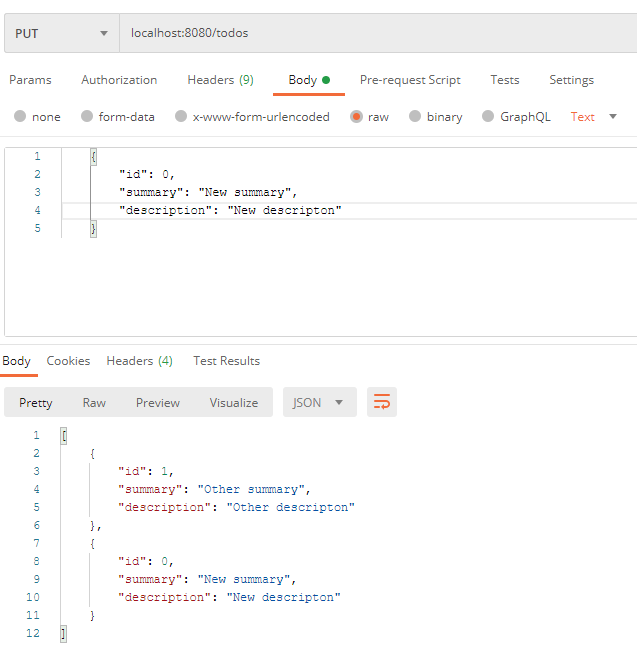 PUT localhost:8080/todos
Params Authorization Headers (9) Body Pre-request Script Tests Settings
none form-data x-www-form-urlencoded raw binary GraphQL Text
1 {
2 "id": 0,
3 "summary": "New summary",
4 "description": "New descripton"
5 }
Body Cookies Headers (4) Test Results
Pretty Raw Preview Visualize JSON
1 [
2 {
3 "id": 1,
4 "summary": "Other summary",
5 "description": "Other descripton"
6 },
7 {
8 "id": 0,
9 "summary": "New summary",
10 "description": "New descripton"
11 }
12 ]